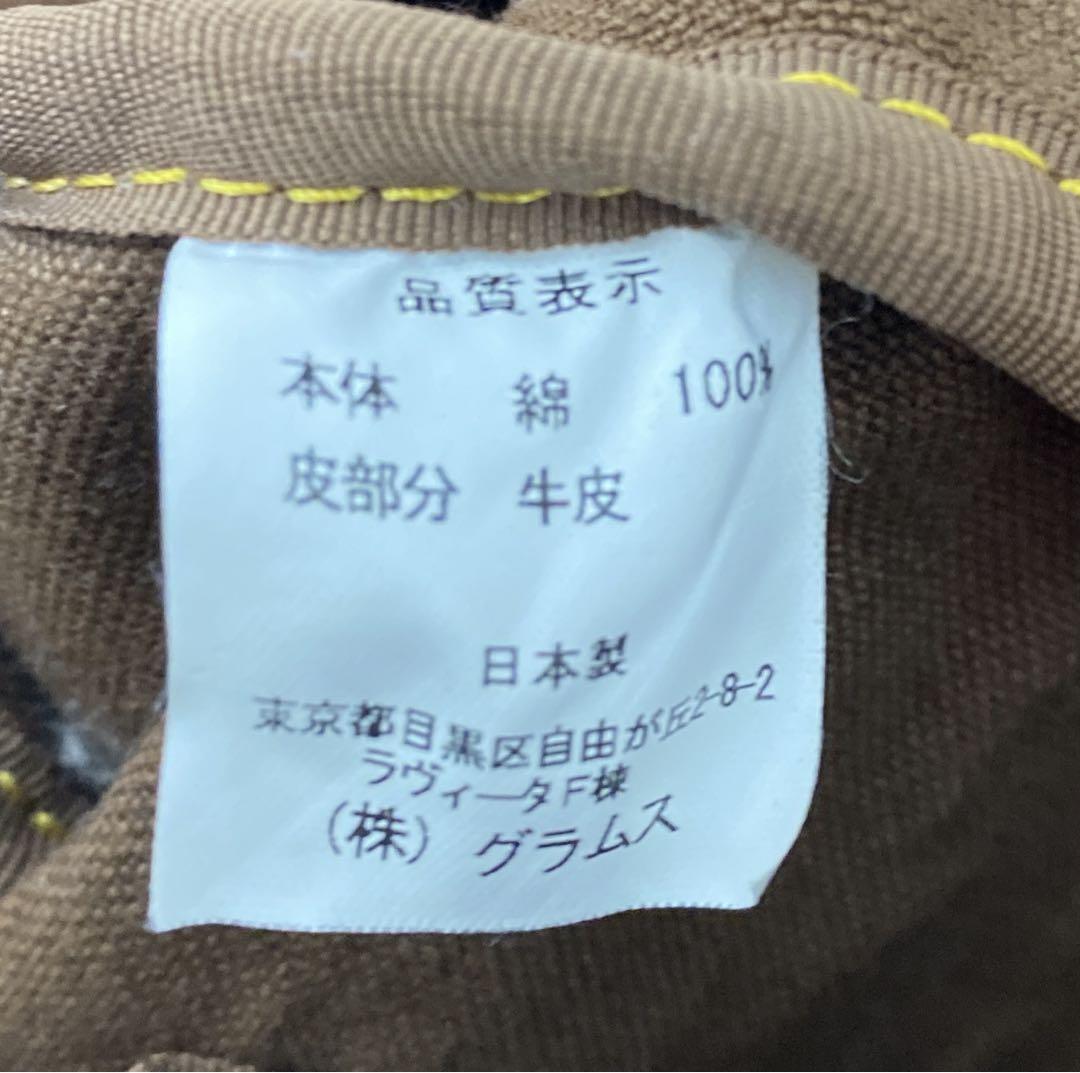 品質表示
本体 綿 100%
皮部分 牛皮
日本製
東京都目黒区自由が丘2-8-2
ラヴィータF棟
(株) グラムス